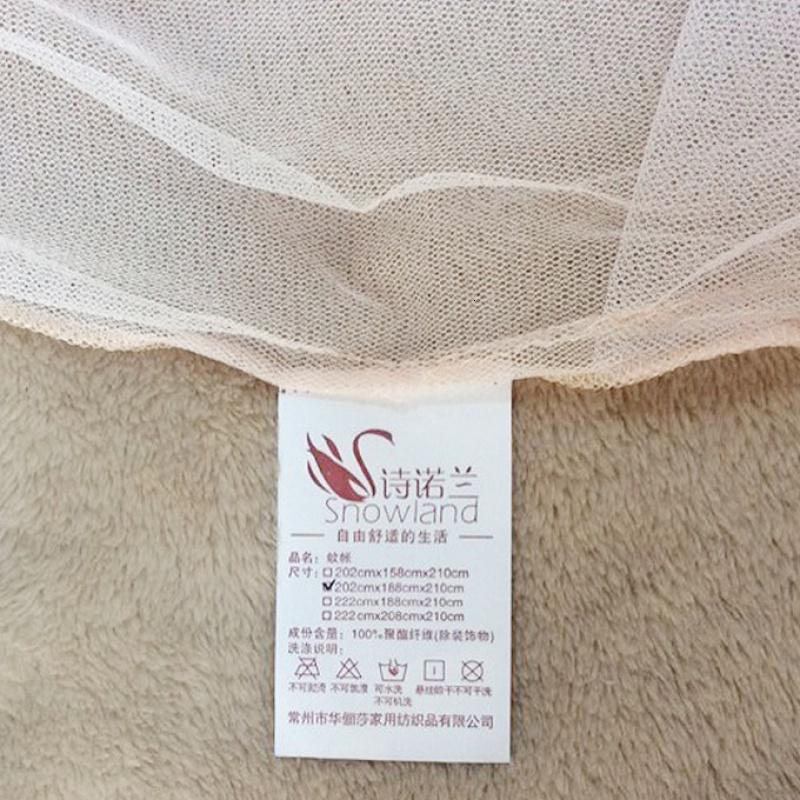 诗诺兰
Snowland
自由舒适的生活
品名：蚊帐
尺寸：□202cmx158cmx210cm
☑202cmx188cmx210cm
□222cmx188cmx210cm
□222cmx208cmx210cm
成份含量：100%聚酯纤维(除装饰物)
洗涤说明：
不可氯漂 可水洗 悬挂晾干 不可干洗
不可机洗
常州市华俪莎家用纺织品有限公司